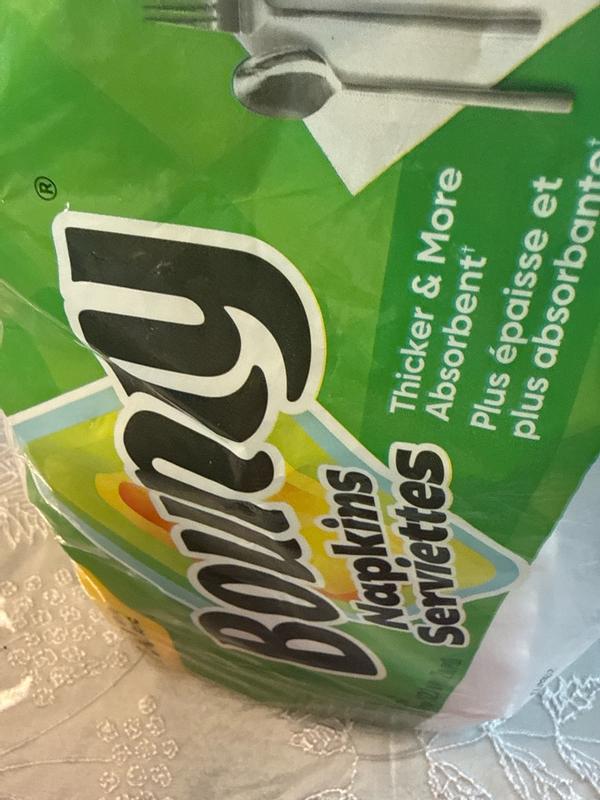 Bounty®
Napkins
Serviettes
Thicker & More
Absorbent†
Plus épaisse et
plus absorbante†